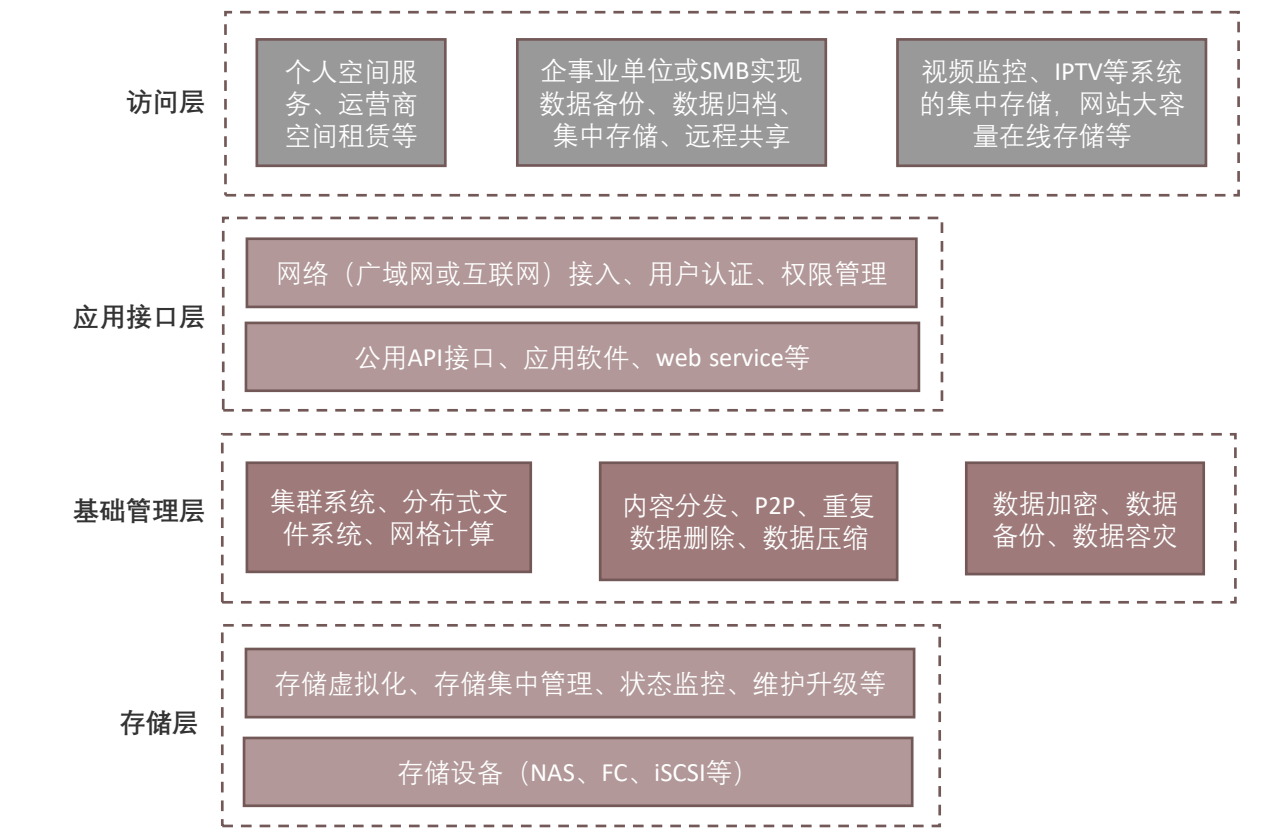 访问层
个人空间服
务、运营商
空间租赁等
企事业单位或SMB实现
数据备份、数据归档、
集中存储、远程共享
视频监控、IPTV等系统
的集中存储，网站大容
量在线存储等
应用接口层
网络（广域网或互联网）接入、用户认证、权限管理
公用API接口、应用软件、web service等
基础管理层
集群系统、分布式文
件系统、网格计算
内容分发、P2P、重复
数据删除、数据压缩
数据加密、数据
备份、数据容灾
存储层
存储虚拟化、存储集中管理、状态监控、维护升级等
存储设备（NAS、FC、iSCSI等）